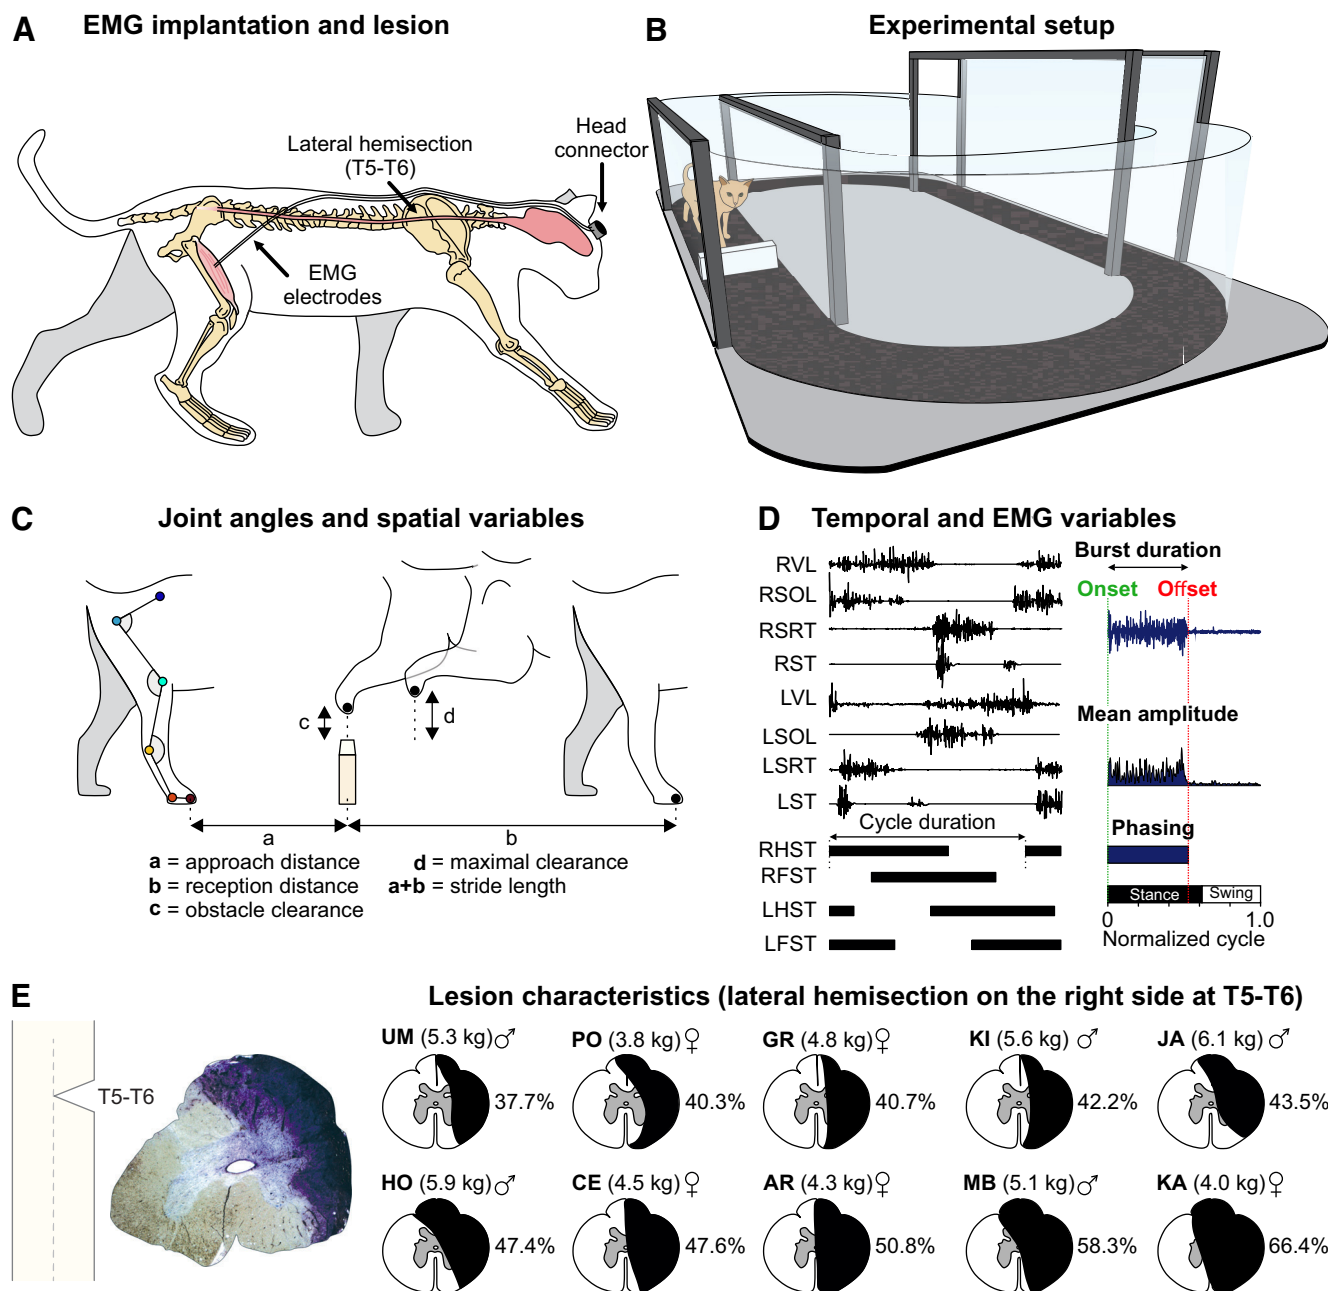 A EMG implantation and lesion
Lateral hemisection
(T5-T6)
Head
connector
EMG
electrodes
B Experimental setup
C Joint angles and spatial variables
c
d
a
b
a = approach distance
b = reception distance
c = obstacle clearance
d = maximal clearance
a+b = stride length
D Temporal and EMG variables
RVL
RSOL
RSRT
RST
LVL
LSOL
LSRT
LST
Cycle duration
RHST
RFST
LHST
LFST
Burst duration
Onset Offset
Mean amplitude
Phasing
Stance Swing
0 1.0
Normalized cycle
E Lesion characteristics (lateral hemisection on the right side at T5-T6)
T5-T6
UM (5.3 kg)♂ PO (3.8 kg)♀ GR (4.8 kg)♀ KI (5.6 kg)♂ JA (6.1 kg)♂
37.7% 40.3% 40.7% 42.2% 43.5%
HO (5.9 kg)♂ CE (4.5 kg)♀ AR (4.3 kg)♀ MB (5.1 kg)♂ KA (4.0 kg)♀
47.4% 47.6% 50.8% 58.3% 66.4%